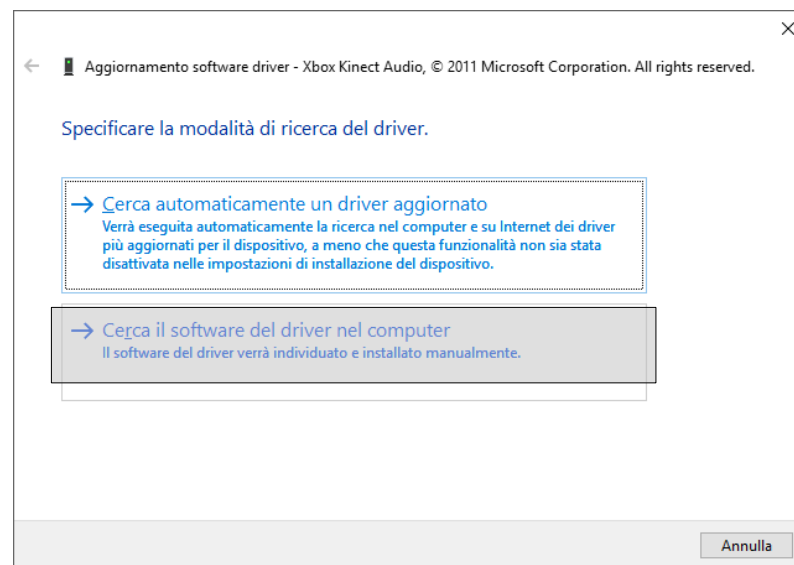 Aggiornamento software driver - Xbox Kinect Audio, © 2011 Microsoft Corporation. All rights reserved.
Specificare la modalità di ricerca del driver.
Cerca automaticamente un driver aggiornato
Verrà eseguita automaticamente la ricerca nel computer e su Internet dei driver
più aggiornati per il dispositivo, a meno che questa funzionalità non sia stata
disattivata nelle impostazioni di installazione del dispositivo.
Cerca il software del driver nel computer
Il software del driver verrà individuato e installato manualmente.
Annulla